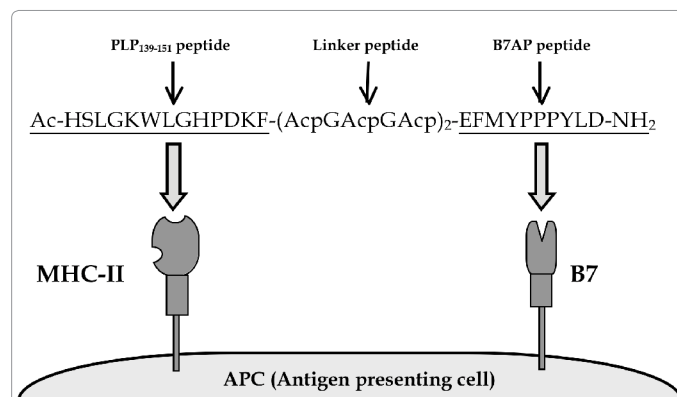 PLP₁₃₉₋₁₅₁ peptide Linker peptide B7AP peptide
Ac-HSLGKWLGHPDKF-(AcpGAcpGAcp)₂-EFMYPPPYLD-NH₂
MHC-II B7
APC (Antigen presenting cell)